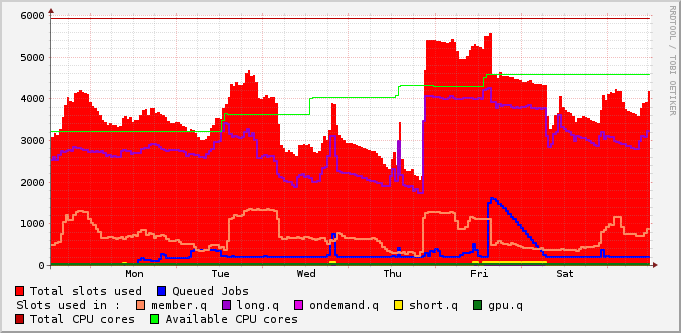 RRDTOOL / TOBI OETIKER
6000
5000
4000
3000
2000
1000
0
Mon Tue Wed Thu Fri Sat
Total slots used Queued Jobs
Slots used in : member.q long.q ondemand.q short.q gpu.q
Total CPU cores Available CPU cores